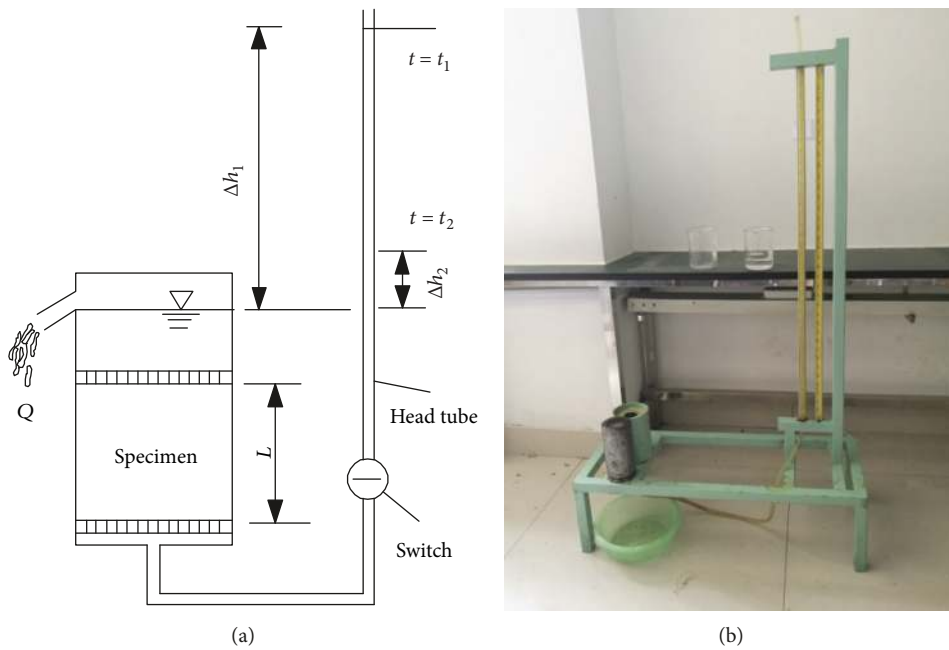 t = t₁
Δh₁
t = t₂
Δh₂
Q
Head tube
Specimen
L
Switch
(a)
(b)